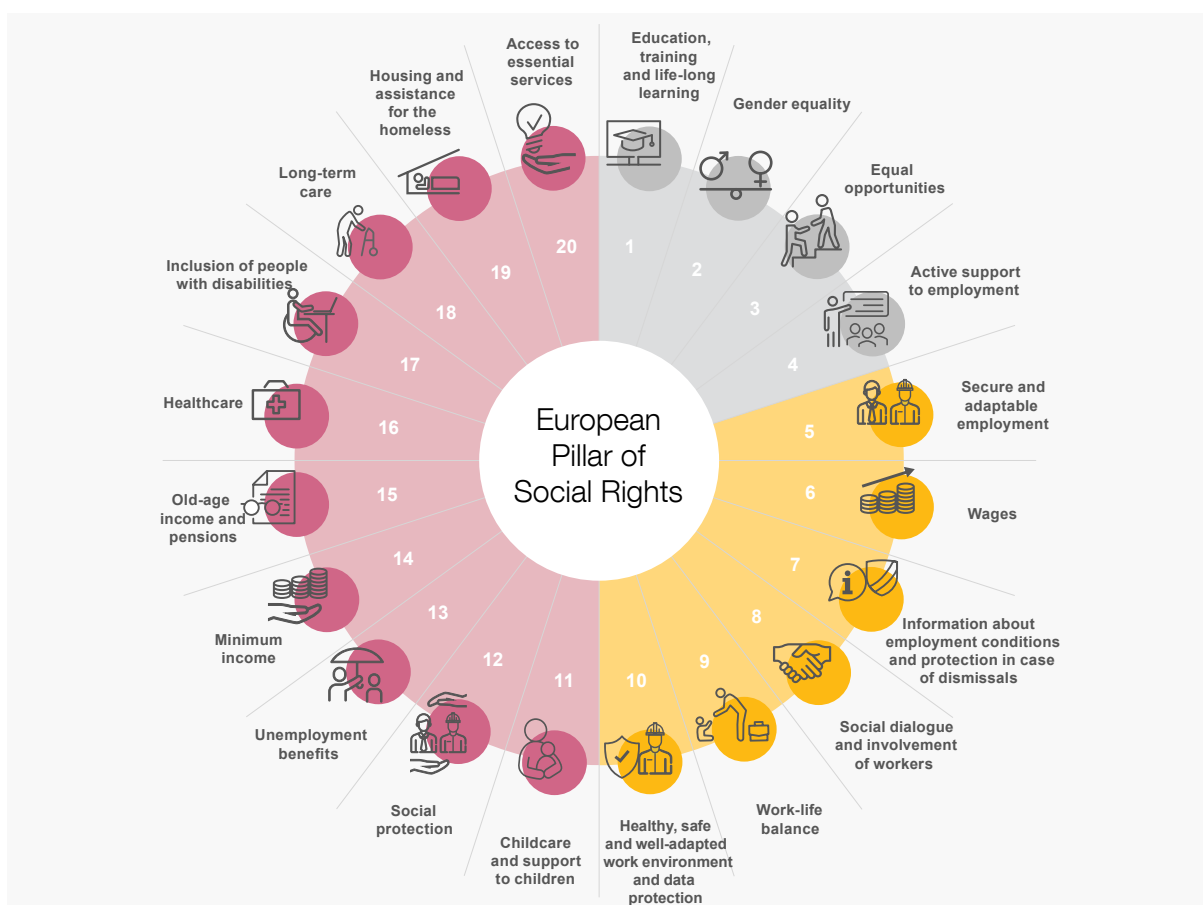 European
Pillar of
Social Rights
1
Education,
training
and life-long
learning
2
Gender equality
3
Equal
opportunities
4
Active support
to employment
5
Secure and
adaptable
employment
6
Wages
7
Information about
employment conditions
and protection in case
of dismissals
8
Social dialogue
and involvement
of workers
9
Work-life
balance
10
Healthy, safe
and well-adapted
work environment
and data
protection
11
Childcare
and support
to children
12
Social
protection
13
Unemployment
benefits
14
Minimum
income
15
Old-age
income and
pensions
16
Healthcare
17
Inclusion of people
with disabilities
18
Long-term
care
19
Housing and
assistance
for the
homeless
20
Access to
essential
services
i